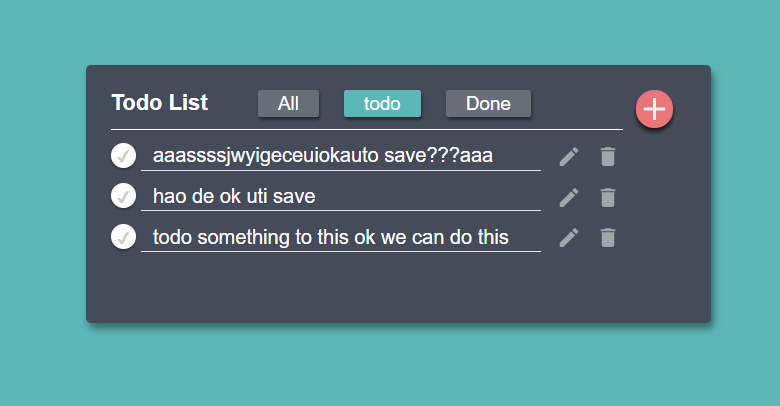 Todo List All todo Done
aaassssjwyigeceuiokauto save???aaa
hao de ok uti save
todo something to this ok we can do this